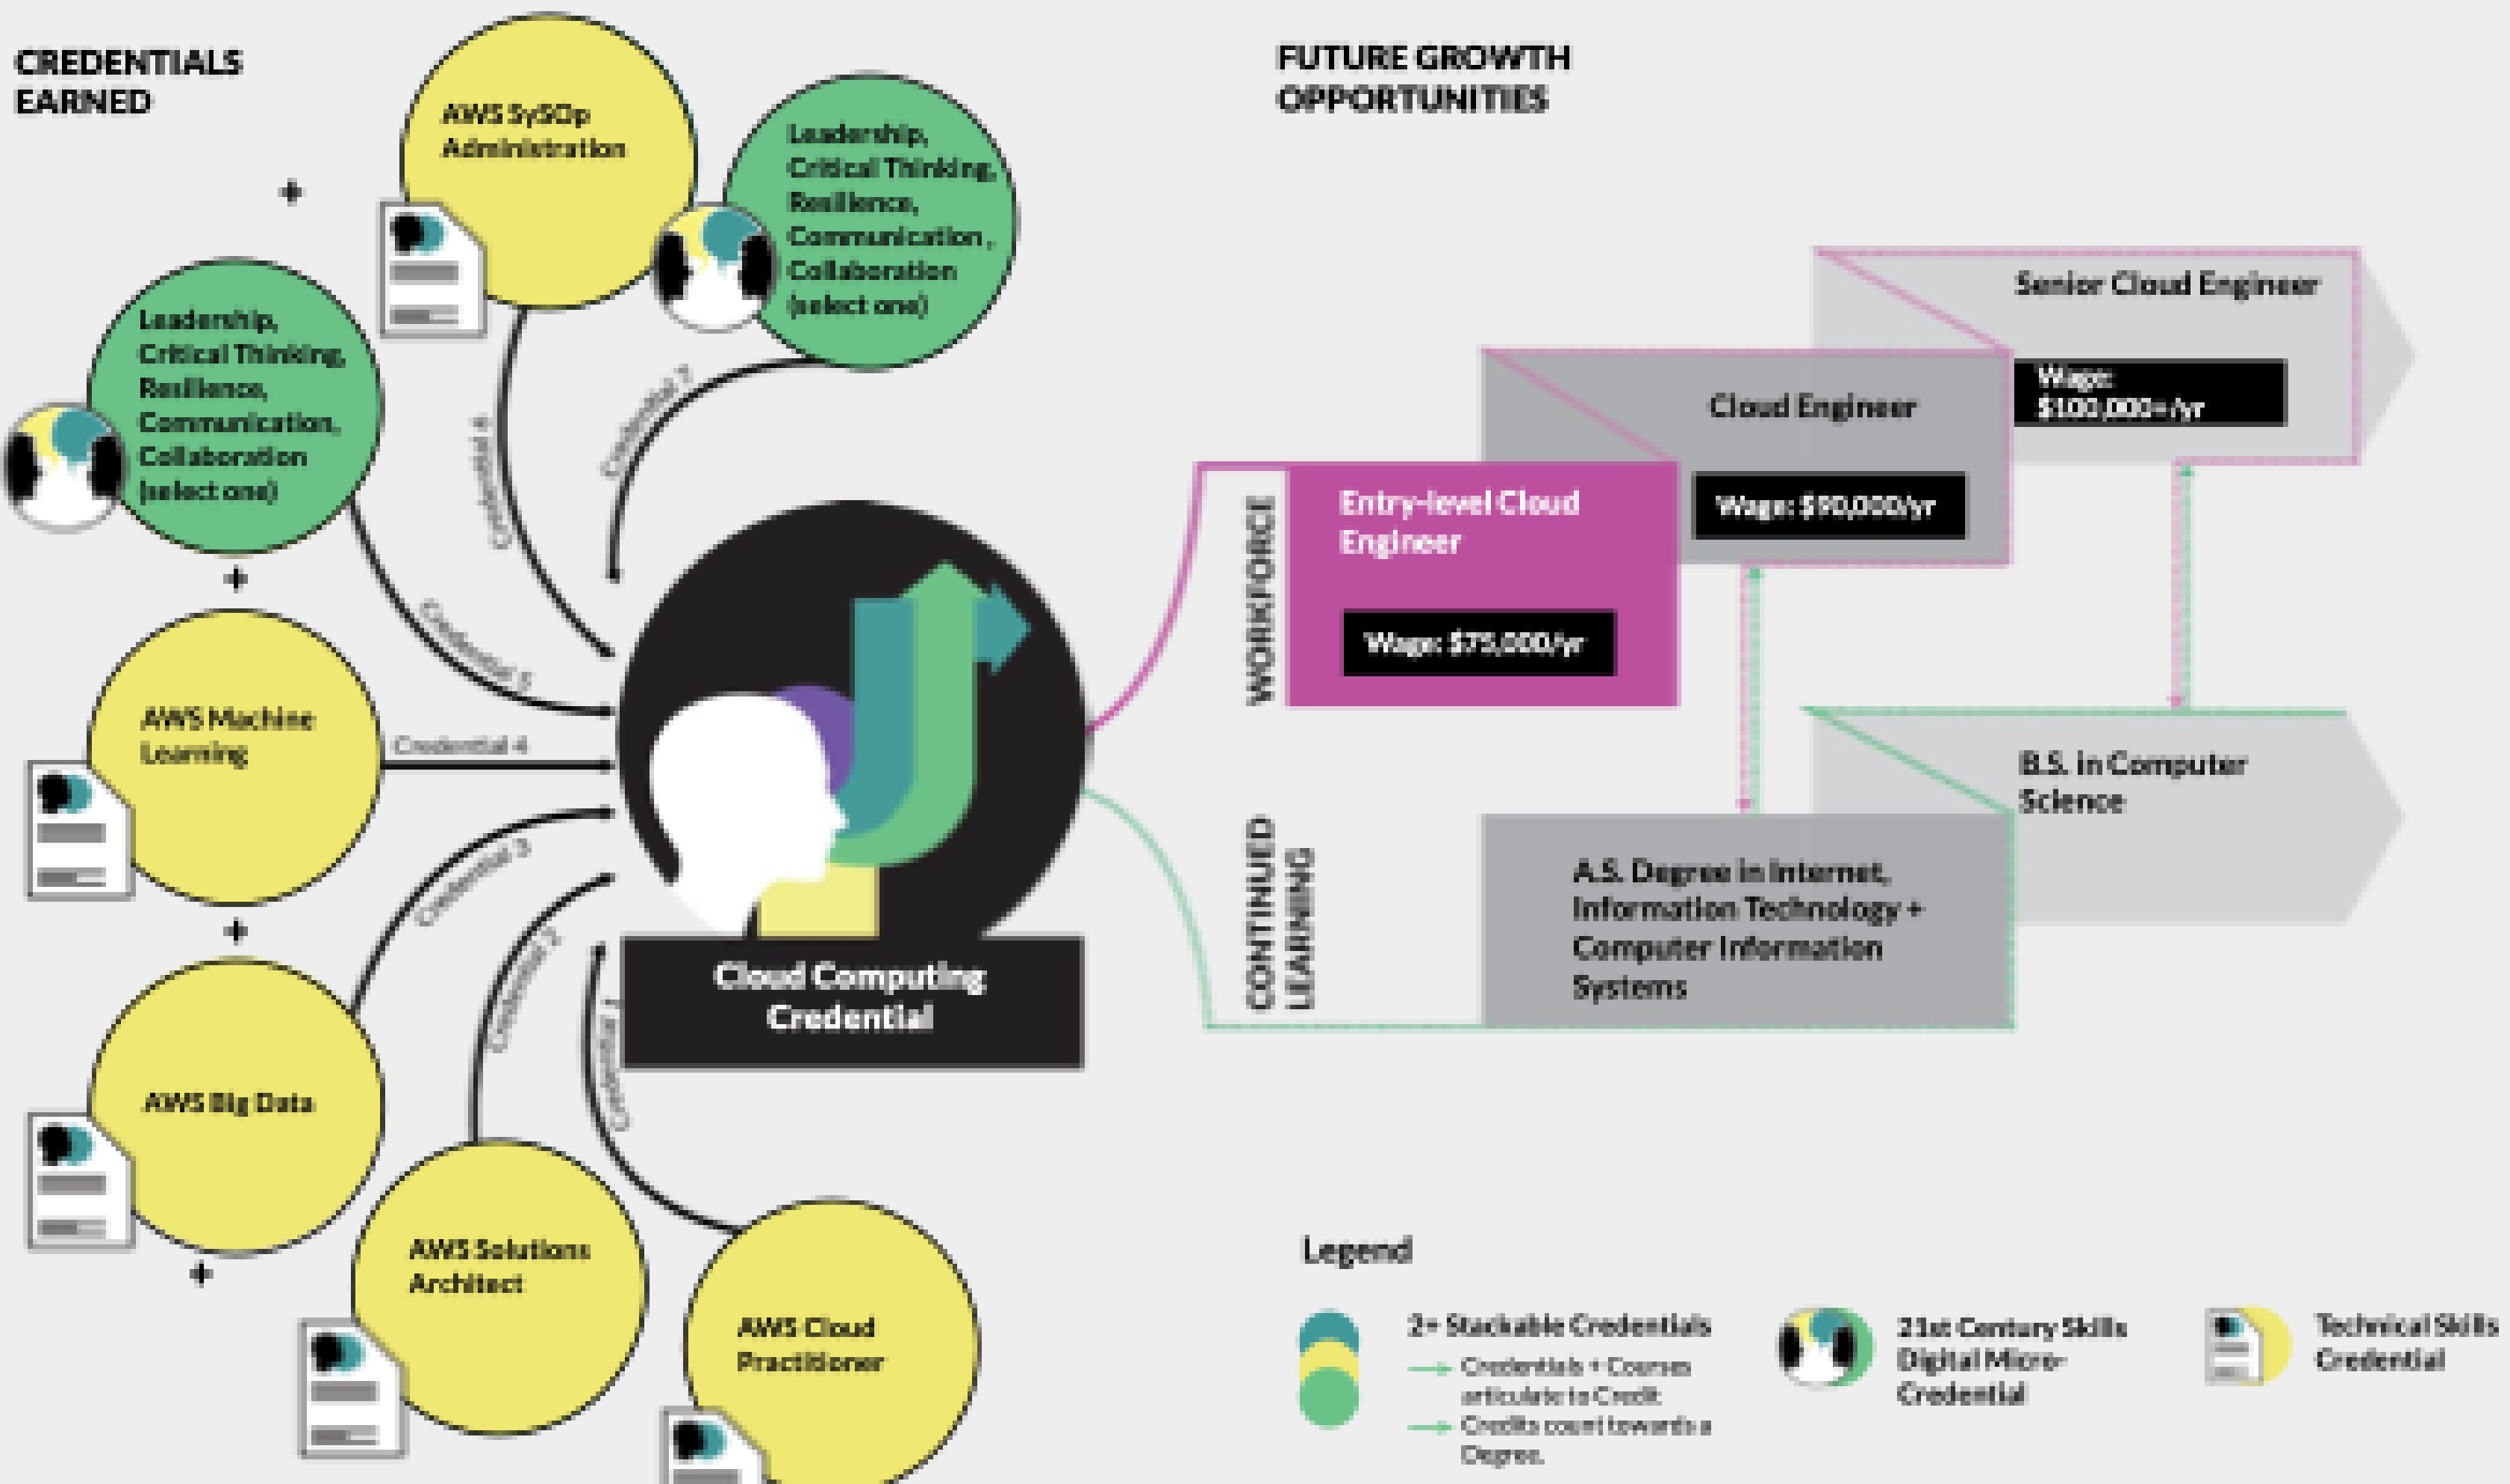 CREDENTIALS
EARNED
AWS SySOp
Administration
Leadership,
Critical Thinking,
Resilience,
Communication,
Collaboration
(select one)
Leadership,
Critical Thinking,
Resilience,
Communication,
Collaboration
(select one)
AWS Machine
Learning
AWS Big Data
AWS Solutions
Architect
AWS Cloud
Practitioner
Credential 7
Credential 6
Credential 5
Credential 4
Credential 3
Credential 2
Credential 1
Cloud Computing
Credential
FUTURE GROWTH
OPPORTUNITIES
WORKFORCE
Entry-level Cloud
Engineer
Wage: $75,000/yr
Cloud Engineer
Wage: $90,000/yr
Senior Cloud Engineer
Wage:
CONTINUED
LEARNING
A.S. Degree in Internet,
Information Technology +
Computer Information
Systems
B.S. in Computer
Science
Legend
2+ Stackable Credentials
Credentials + Courses
articulate to Credit.
Credits count towards a
Degree.
21st Century Skills
Digital Micro-
Credential
Technical Skills
Credential